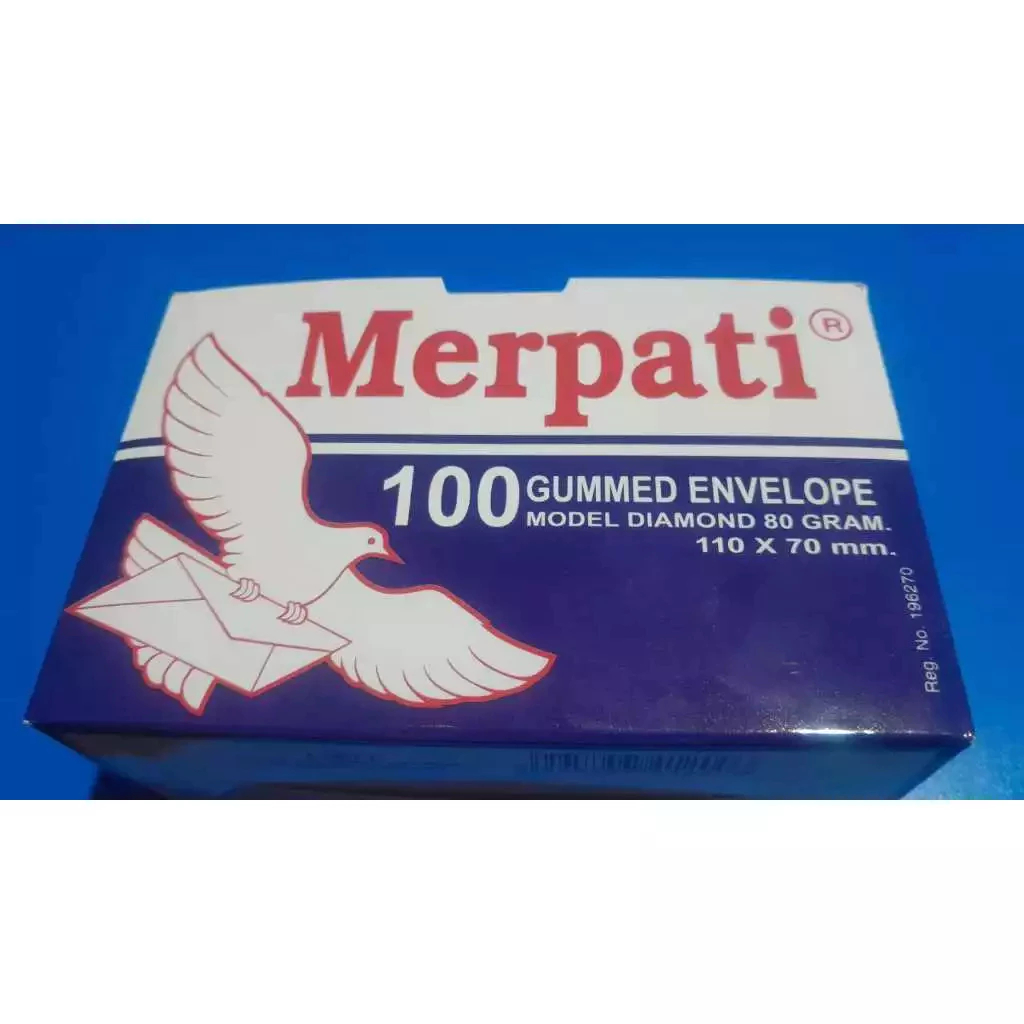 Merpati ®
100 GUMMED ENVELOPE
MODEL DIAMOND 80 GRAM.
110 X 70 mm.
Reg. No. 196270